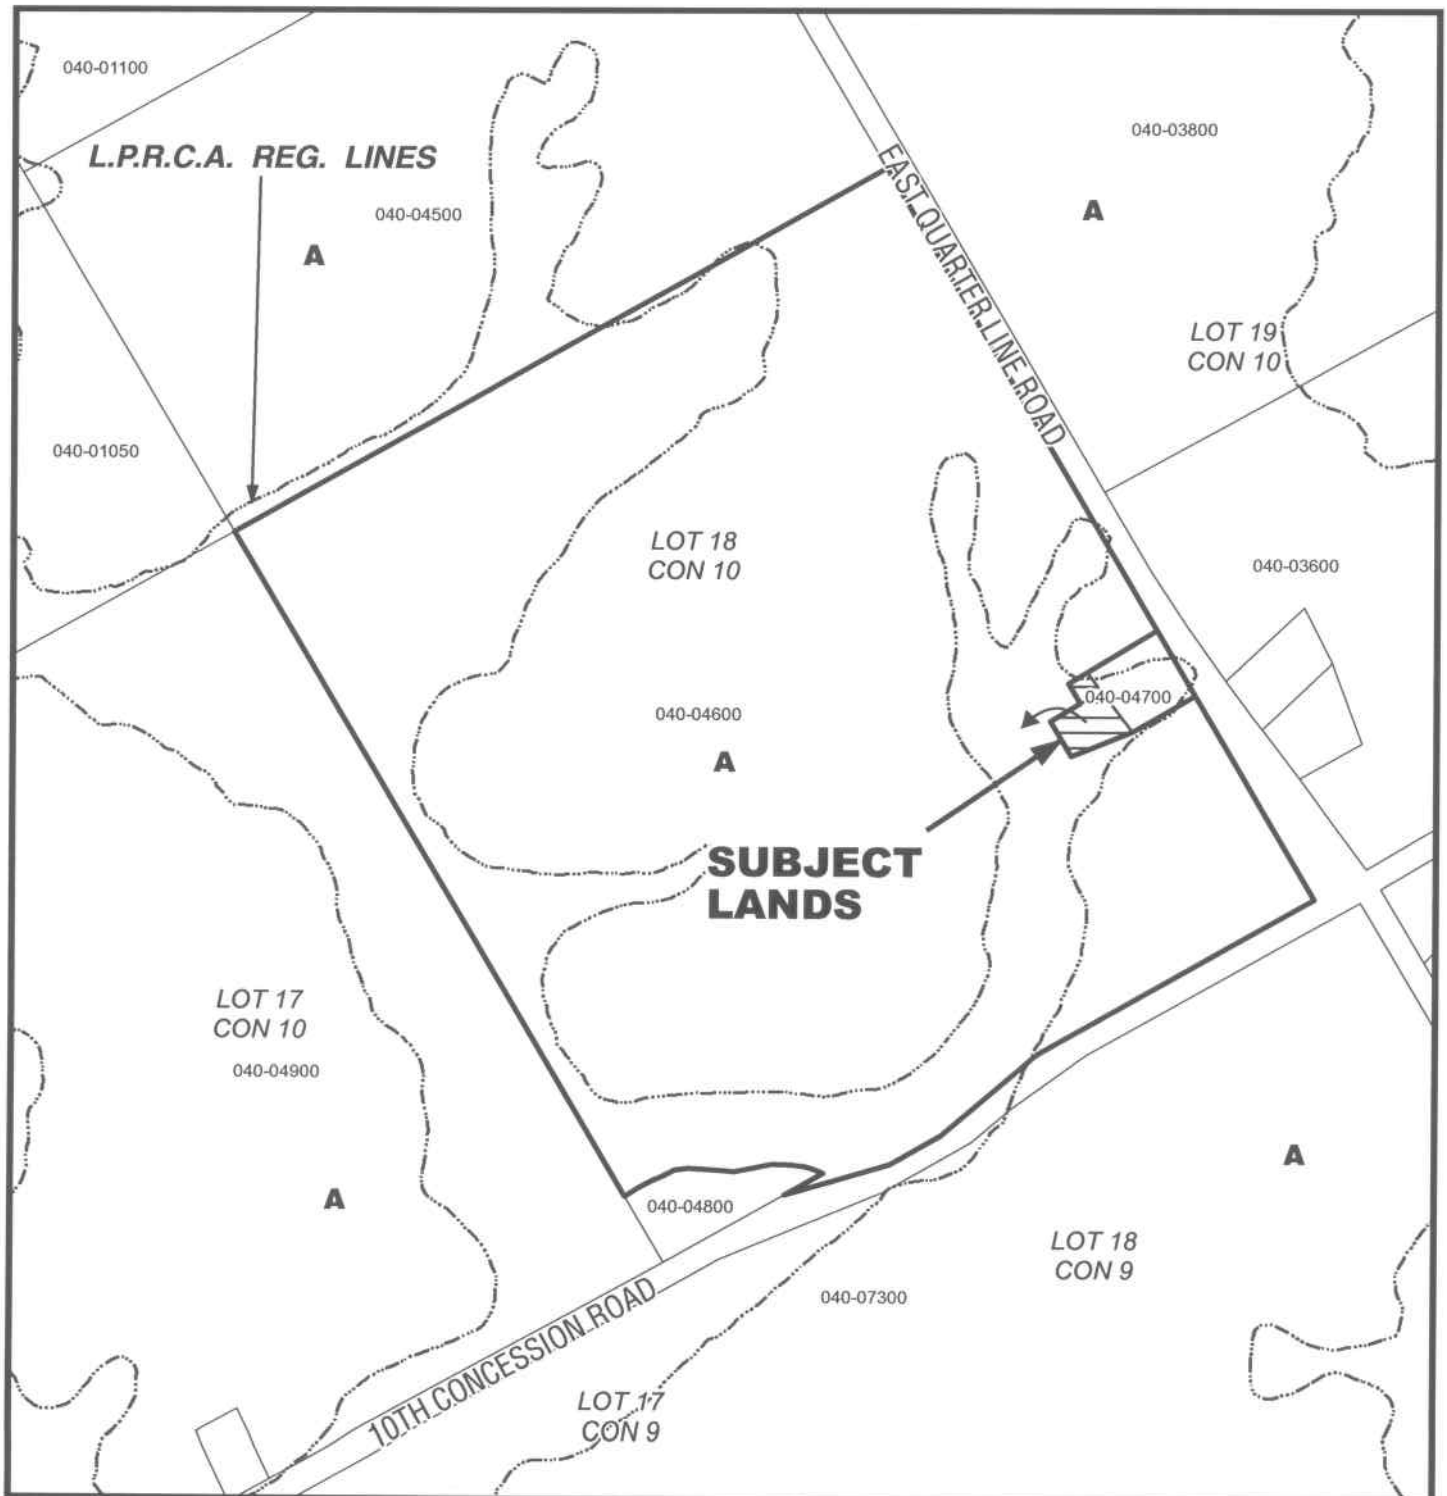 040-01100
040-03800
L.P.R.C.A. REG. LINES
040-04500
A
A
EAST QUARTER LINE ROAD
LOT 19
CON 10
040-01050
LOT 18
CON 10
040-03600
040-04700
040-04600
A
SUBJECT
LANDS
LOT 17
CON 10
040-04900
A
A
040-04800
LOT 18
CON 9
040-07300
10TH CONCESSION ROAD
LOT 17
CON 9